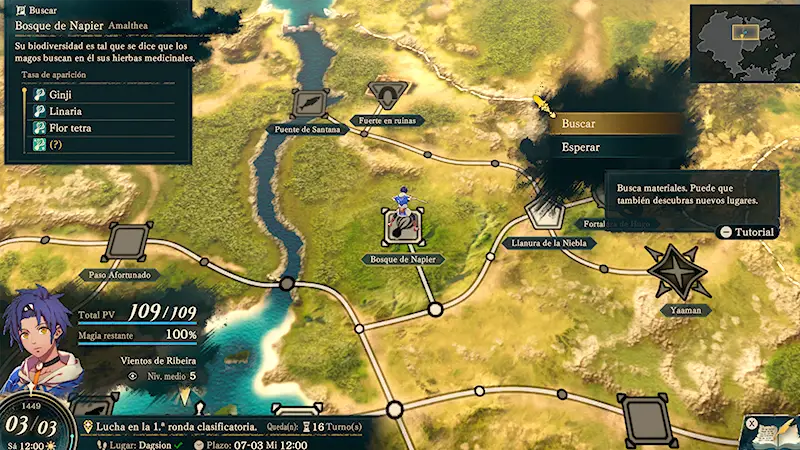 Buscar
Bosque de Napier Amalthea
Su biodiversidad es tal que se dice que los
magos buscan en él sus hierbas medicinales.
Tasa de aparición
Ginji
Linaria
Flor tetra
(?)
Puente de Santana
Fuerte en ruinas
Buscar
Esperar
Busca materiales. Puede que
también descubras nuevos lugares.
Tutorial
Llanura de la Niebla
Bosque de Napier
Paso Afortunado
Yaaman
Total PV 109/109
Magia restante 100%
Vientos de Ribeira
Niv. medio 5
1449
03/03
Sá 12:00
Lucha en la 1.ª ronda clasificatoria. Queda(n): 16 Turno(s)
Lugar: Dagsion Plazo: 07-03 Mi 12:00
X